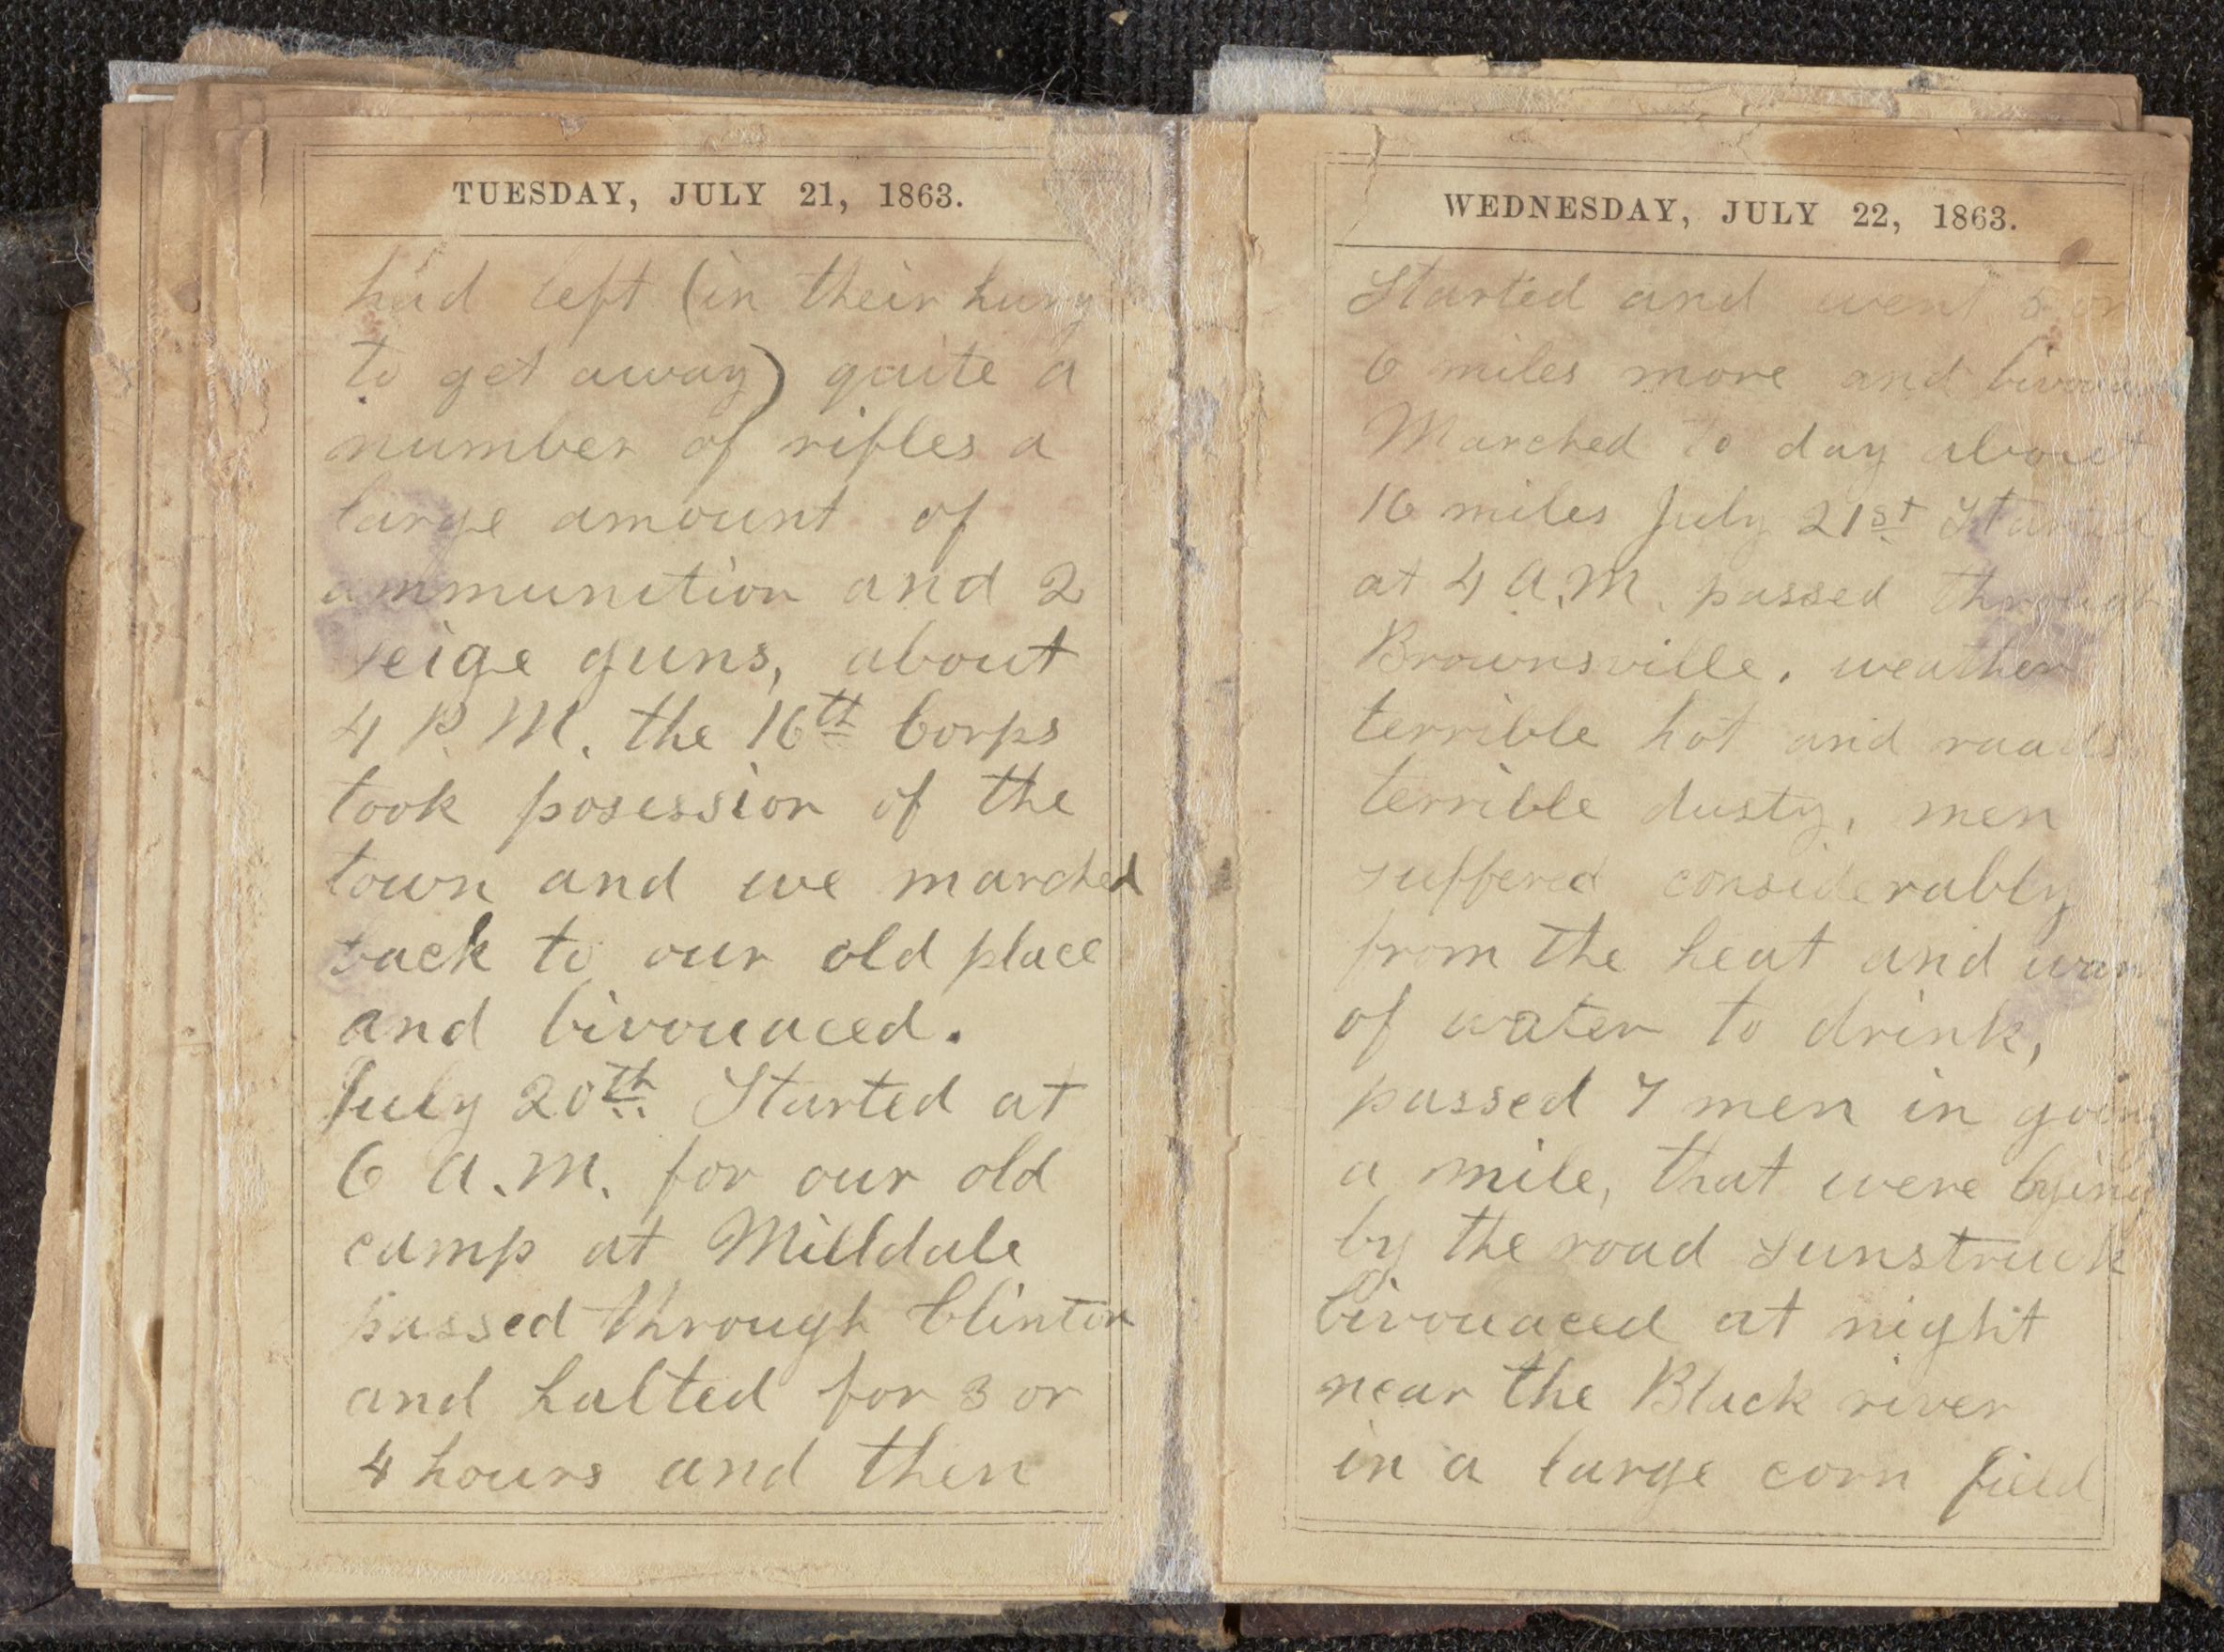 TUESDAY, JULY 21, 1863.
had left (in their hurry
to get away) quite a
number of rifles a
large amount of
ammunition and 2
seige guns, about
4 P.M. the 16th Corps
took posession of the
town and we marched
back to our old place
and bivouaced.
July 20th. Started at
6 A.M. for our old
camp at Milldale
passed through Clinton
and halted for 3 or
4 hours and then
WEDNESDAY, JULY 22, 1863.
Started and went 5 or
6 miles more and
Marched to day about
16 miles July 21st Started
at 4 A.M. passed through
Brownsville. weather
terrible hot and roads
terrible dusty, men
suffered considerably
from the heat and wan
of water to drink,
passed 7 men in going
a mile, that were lying
by the road sunstruck
bivouaced at night
near the Black river
in a large corn field